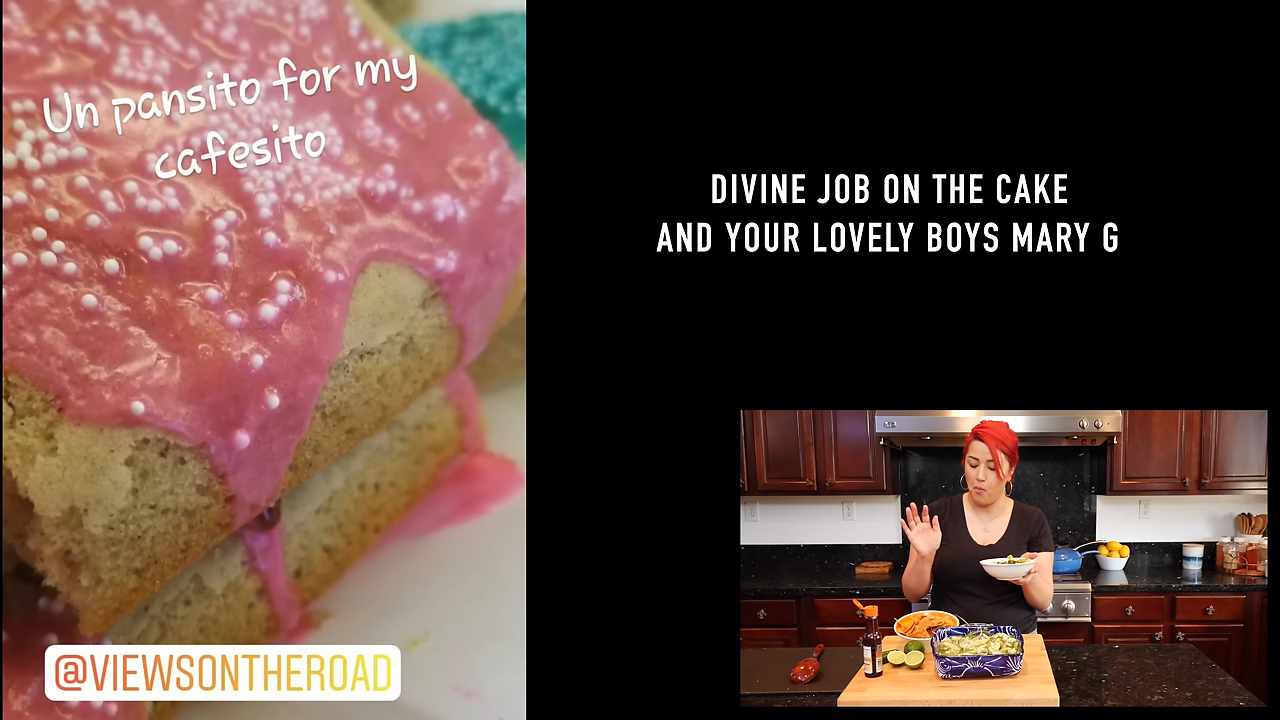 Un pansito for my
cafesito
@VIEWSONTHEROAD
DIVINE JOB ON THE CAKE
AND YOUR LOVELY BOYS MARY G